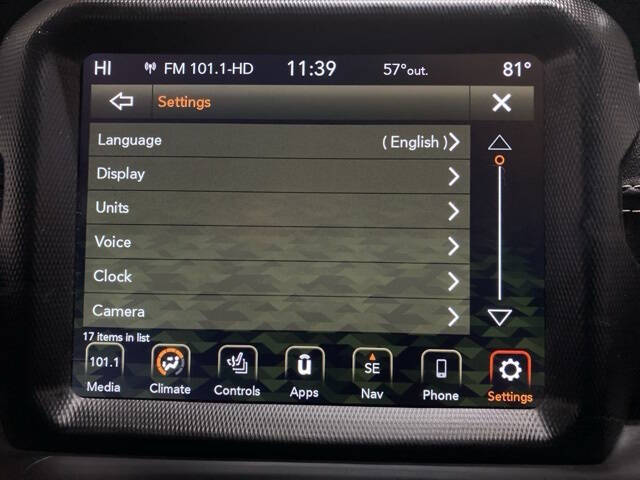 HI FM 101.1-HD 11:39 57°out. 81°
Settings
Language (English)
Display
Units
Voice
Clock
Camera
17 items in list
101.1 SE
Media Climate Controls Apps Nav Phone Settings